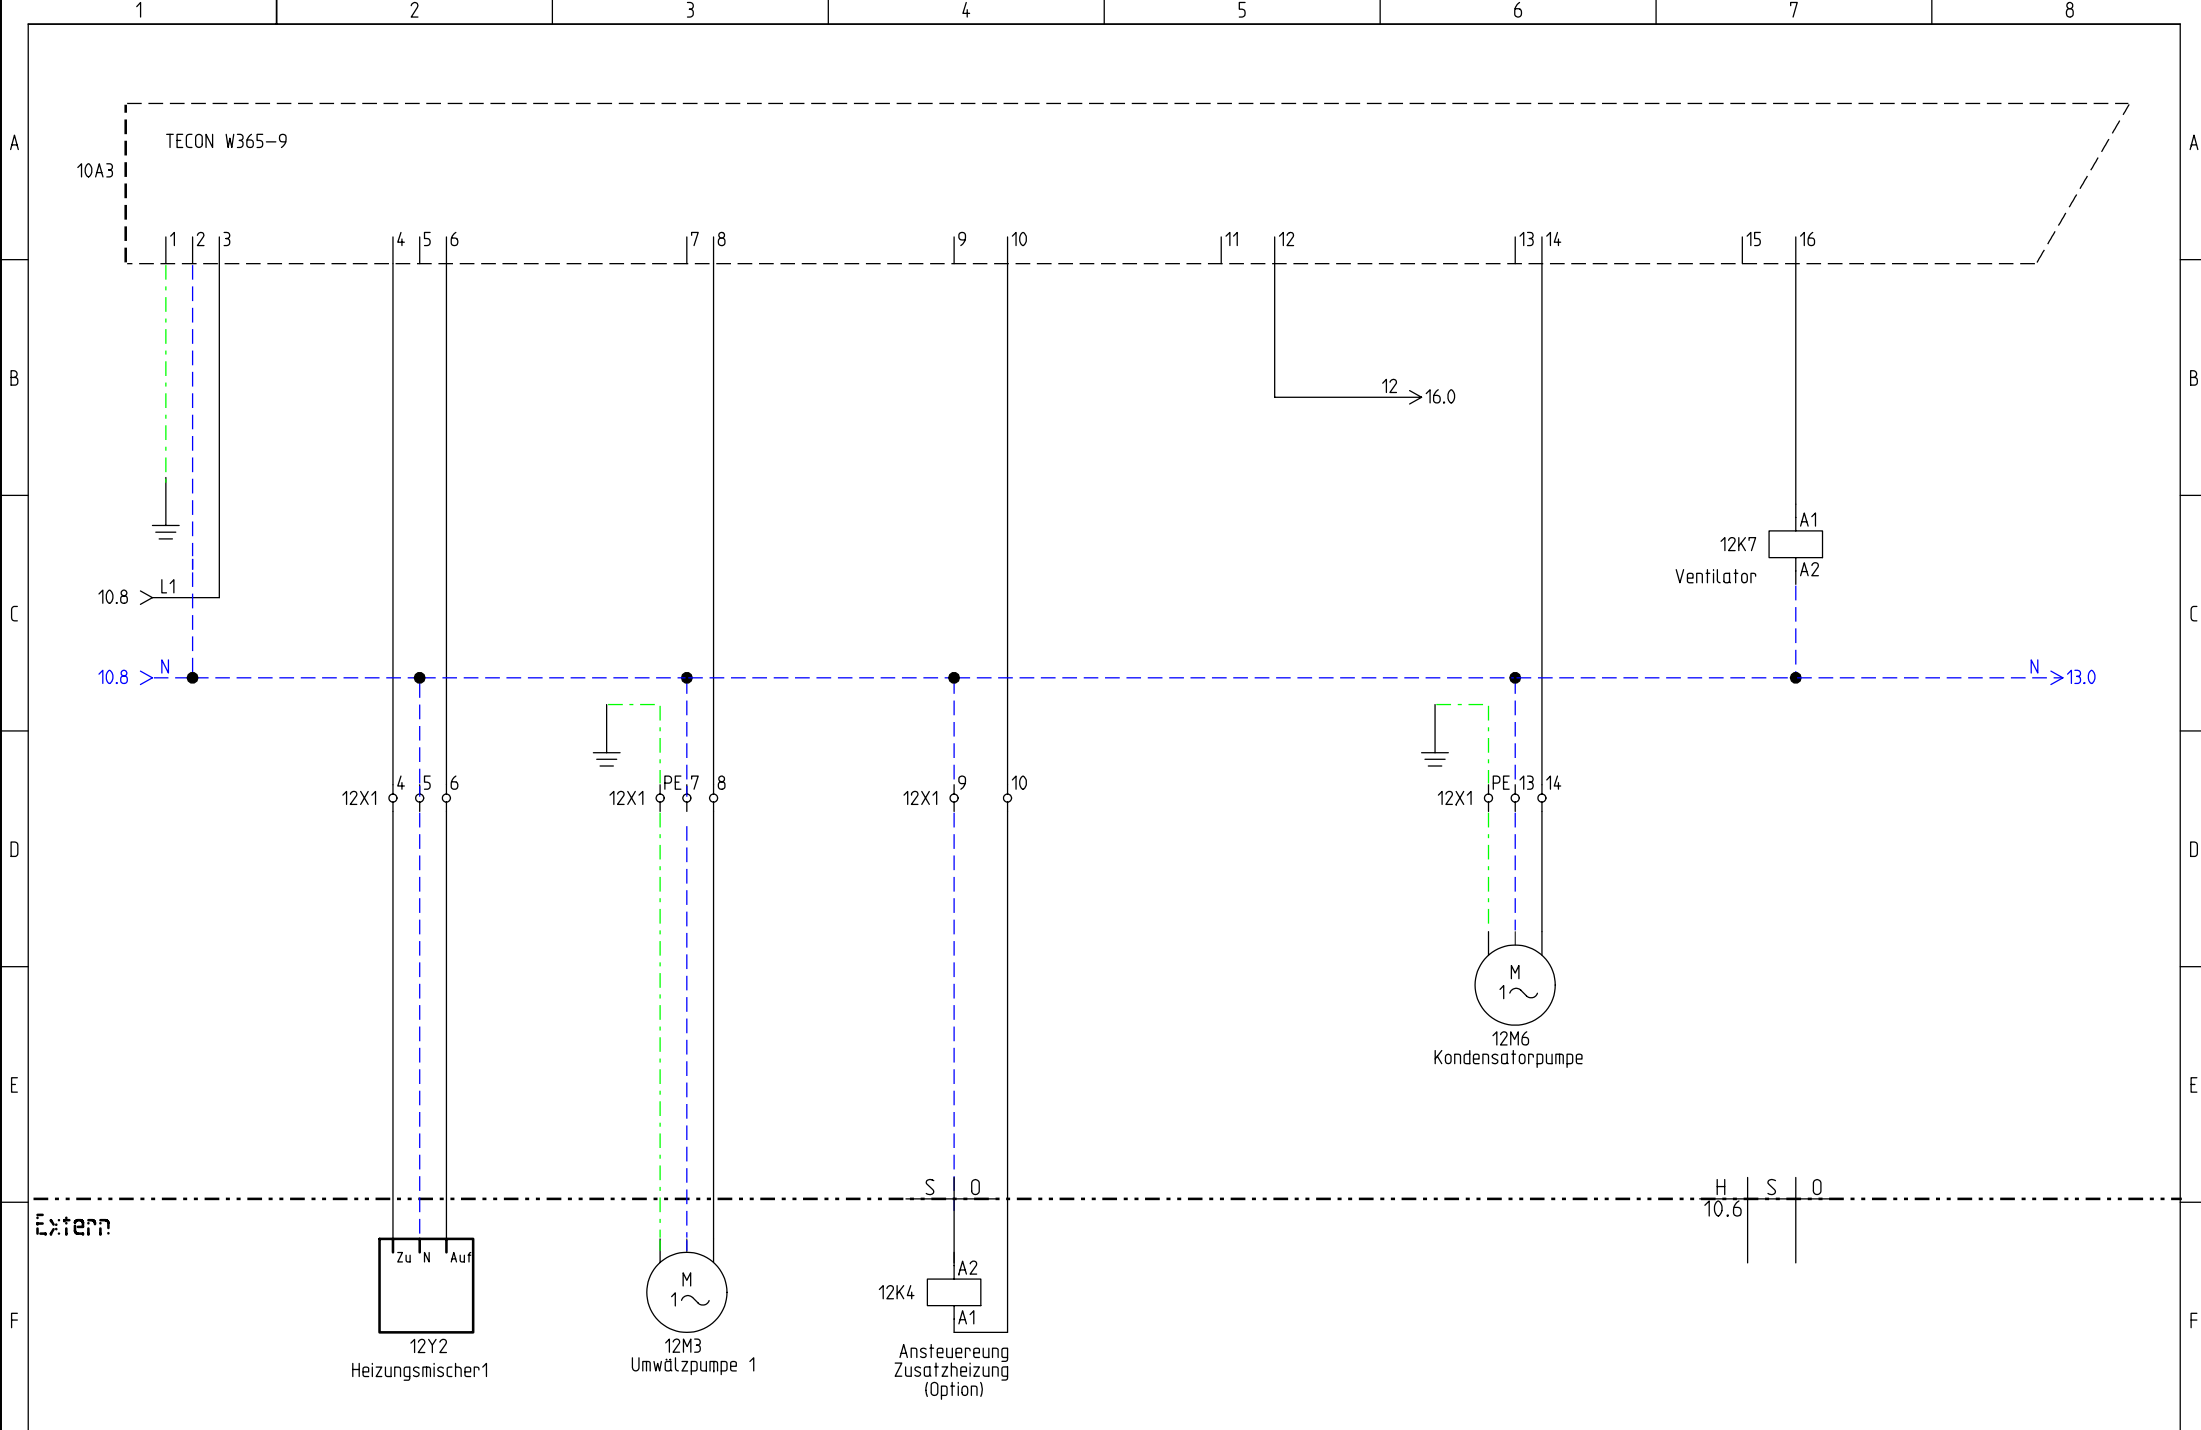 1 2 3 4 5 6 7 8
A A
TECON W365-9
10A3
1 2 3 4 5 6 7 8 9 10 11 12 13 14 15 16
B B
12
16.0
A1
12K7
A2
Ventilator
L1
10.8
C C
10.8 N N 13.0
4 5 6 PE 7 8 9 10 PE 13 14
12X1 12X1 12X1 12X1
D D
M
1
12M6
Kondensatorpumpe
E E
S O H S O
10.6
Extern
Zu N Auf
M
1
A2
12K4
A1
F F
12Y2
Heizungsmischer1
12M3
Umwälzpumpe 1
Ansteuereung
Zusatzheizung
(Option)